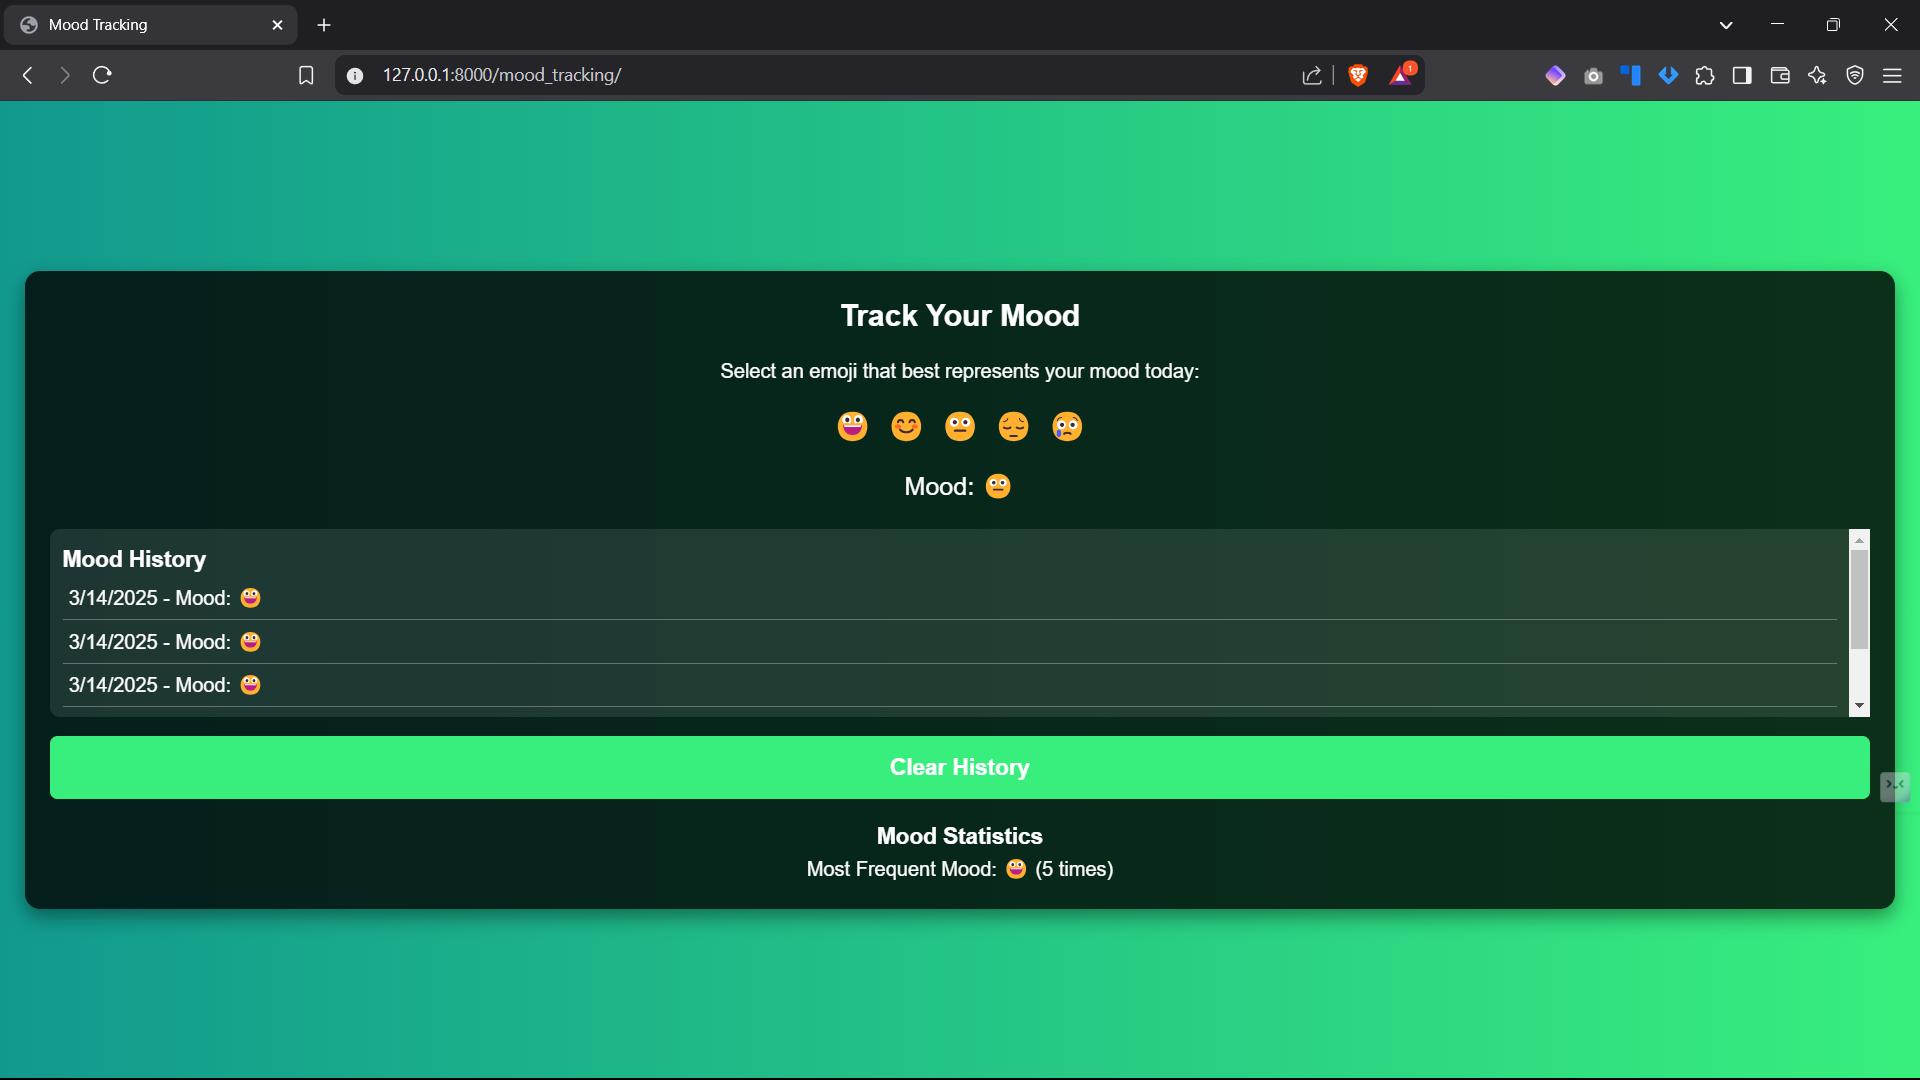 Mood Tracking
127.0.0.1:8000/mood_tracking/
1
Track Your Mood
Select an emoji that best represents your mood today:
😀 😊 😐 😔 😢
Mood: 😐
Mood History
3/14/2025 - Mood: 😀
3/14/2025 - Mood: 😀
3/14/2025 - Mood: 😀
Clear History
Mood Statistics
Most Frequent Mood: 😀 (5 times)